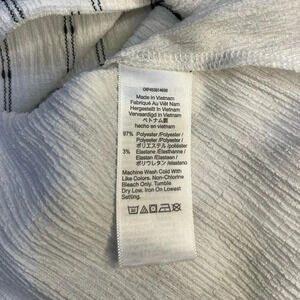 Made In Vietnam
Fabriqué Au Viêt Nam
Hergestellt In Vietnam
Vervaardigd In Vietnam
ベトナム製
hecho en vietnam
97% Polyester/Polyester/
Polyester/Polyester/
ポリエステル /poliéster
3% Elastane/Elasthanne/
Elastan/Elastaan/
ポリウレタン /elastano
Machine Wash Cold With
Like Colors. Non-Chlorine
Bleach Only. Tumble
Dry Low, Iron On Lowest
Setting.